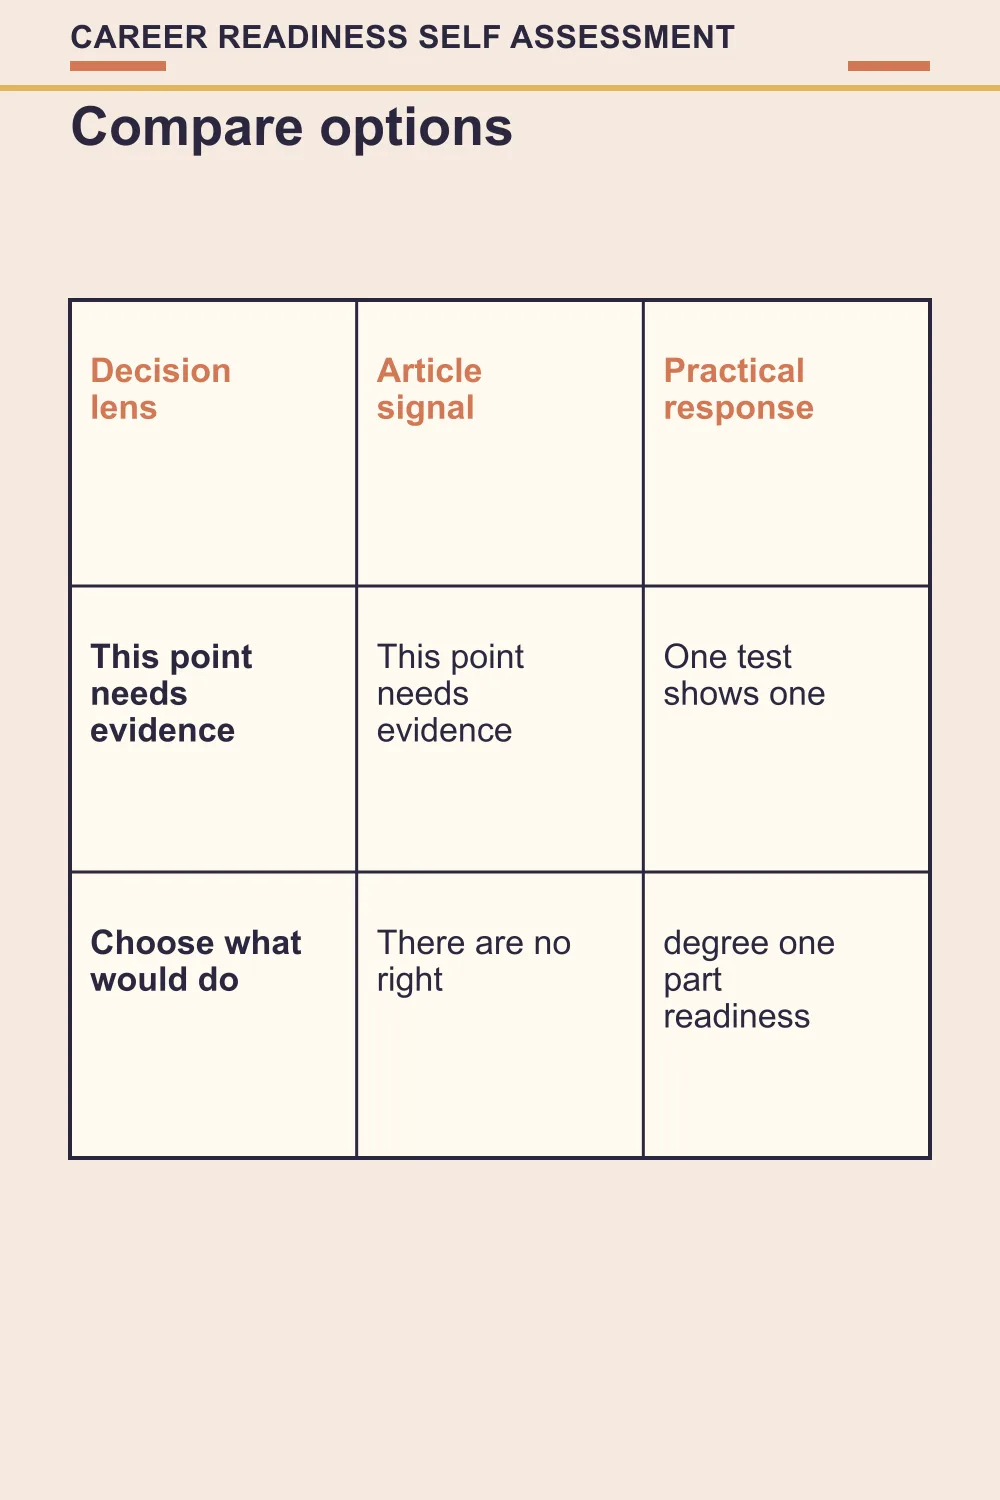 CAREER READINESS SELF ASSESSMENT
Compare options
Decision
lens
Article
signal
Practical
response
This point
needs
evidence
This point
needs
evidence
One test
shows one
Choose what
would do
There are no
right
degree one
part
readiness